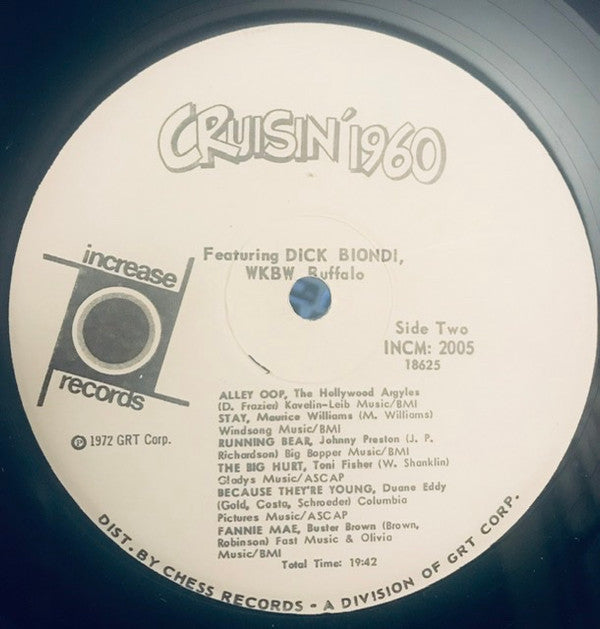 CRUISIN' 1960
Featuring DICK BIONDI,
WKBW Buffalo
increase
records
Side Two
INCM: 2005
18625
℗ 1972 GRT Corp.
ALLEY OOP, The Hollywood Argyles
(D. Frazier) Kavelin-Leib Music/BMI
STAY, Maurice Williams (M. Williams)
Windsong Music/BMI
RUNNING BEAR, Johnny Preston (J. P.
Richardson) Big Bopper Music/BMI
THE BIG HURT, Toni Fisher (W. Shanklin)
Gladys Music/ASCAP
BECAUSE THEY'RE YOUNG, Duane Eddy
(Gold, Costa, Schroeder) Columbia
Pictures Music/ASCAP
FANNIE MAE, Buster Brown (Brown,
Robinson) Fast Music & Olivia
Music/BMI
Total Time: 19:42
DIST. BY CHESS RECORDS • A DIVISION OF GRT CORP.